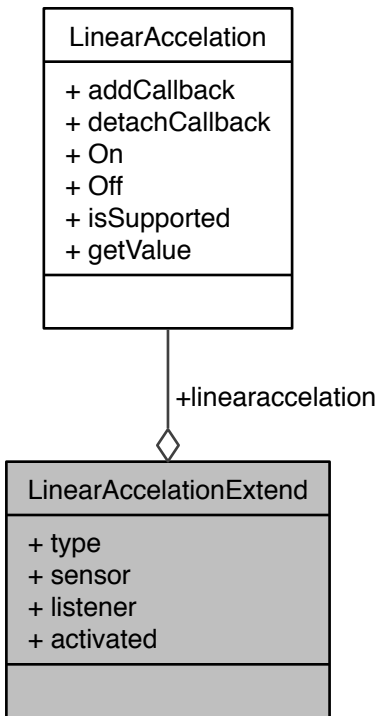 LinearAccelation
+ addCallback
+ detachCallback
+ On
+ Off
+ isSupported
+ getValue
+linearaccelation
LinearAccelationExtend
+ type
+ sensor
+ listener
+ activated